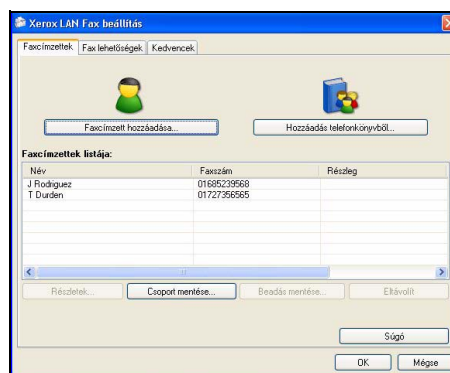 Xerox LAN Fax beállítás
Faxcímzettek Fax lehetőségek Kedvencek
Faxcímzett hozzáadása... Hozzáadás telefonkönyvből...
Faxcímzettek listája:
Név Faxszám Részleg
J Rodriguez 01685239568
T Durden 01727356565
Részletek... Csoport mentése... Beadás mentése... Eltávolít
Súgó
OK Mégse